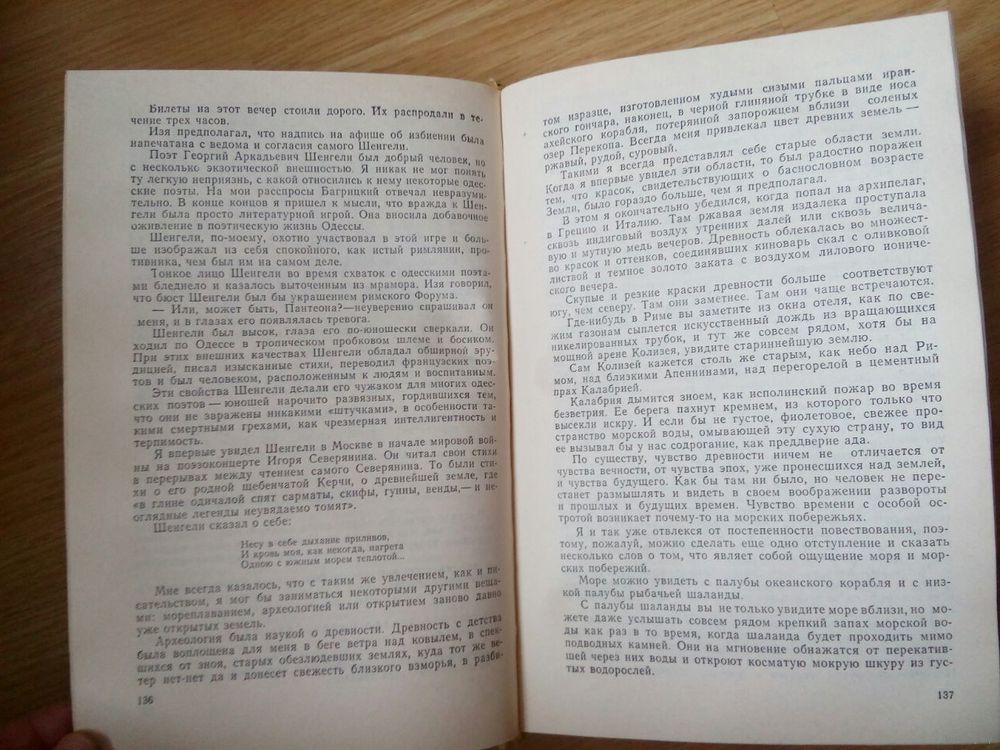 Билеты на этот вечер стоили дорого. Их распродали в те-
чение трех часов.
Изя предполагал, что надпись на афише об избиении была
напечатана с ведома и согласия самого Шенгели.
Поэт Георгий Аркадьевич Шенгели был добрый человек, но
с несколько экзотической внешностью. Я никак не мог понять
ту легкую неприязнь, с какой относились к нему некоторые одес-
ские поэты. На мои расспросы Багрицкий отвечал невразуми-
тельно. В конце концов я пришел к мысли, что вражда к Шен-
гели была просто литературной игрой. Она вносила добавочное
оживление в поэтическую жизнь Одессы.
Шенгели, по-моему, охотно участвовал в этой игре и боль-
ше изображал из себя спокойного, как истый римлянин, про-
тивника, чем был им на самом деле.
Тонкое лицо Шенгели во время схваток с одесскими поэта-
ми бледнело и казалось выточенным из мрамора. Изя говорил,
что бюст Шенгели был бы украшением римского Форума.
— Или, может быть, Пантеона?—неуверенно спрашивал он
меня, и в глазах его появлялась тревога.
Шенгели был высок, глаза его по-юношески сверкали. Он
ходил по Одессе в тропическом пробковом шлеме и босиком.
При этих внешних качествах Шенгели обладал обширной эру-
дицией, писал изысканные стихи, переводил французских поэ-
тов и был человеком, расположенным к людям и воспитанным.
Эти свойства Шенгели делали его чужаком для многих одес-
ских поэтов — юношей нарочито развязных, гордившихся тем,
что они не заражены никакими «штучками», в особенности та-
кими смертными грехами, как чрезмерная интеллигентность и
терпимость.
Я впервые увидел Шенгели в Москве в начале мировой вой-
ны на поэзоконцерте Игоря Северянина. Он читал свои стихи
в перерывах между чтением самого Северянина. То были сти-
хи о его родной щебенчатой Керчи, о древнейшей земле, где
«в глине одичалой спят сарматы, скифы, гунны, венды,— и не-
оглядные легенды неувядаемо томят».
Шенгели сказал о себе:
Несу в себе дыхание приливов,
И кровь моя, как некогда, нагрета
Одною с южным морем теплотой...
Мне всегда казалось, что с таким же увлечением, как и пи-
сательством, я мог бы заниматься некоторыми другими веща-
ми: мореплаванием, археологией или открытием заново давно
уже открытых земель.
Археология была наукой о древности. Древность с детства
была воплощена для меня в беге ветра над ковылем, в спек-
шихся от зноя, старых обезлюдевших землях, куда тот же ве-
тер нет-нет да и донесет свежесть близкого взморья, в разби-
136
том изразце, изготовленном худыми сизыми пальцами иран-
ского гончара, наконец, в черной глиняной трубке в виде носа
ахейского корабля, потерянной запорожцем вблизи соленых
озер Перекопа. Всегда меня привлекал цвет древних земель —
ржавый, рудой, суровый.
Такими я всегда представлял себе старые области земли.
Когда я впервые увидел эти области, то был радостно поражен
тем, что красок, свидетельствующих о баснословном возрасте
Земли, было гораздо больше, чем я предполагал.
В этом я окончательно убедился, когда попал на архипелаг,
в Грецию и Италию. Там ржавая земля издалека проступала
сквозь индиговый воздух утренних далей или сквозь велича-
вую и мутную медь вечеров. Древность облекалась во множест-
во красок и оттенков, соединявших киноварь скал с оливковой
листвой и темное золото заката с воздухом лилового иониче-
ского вечера.
Скупые и резкие краски древности больше соответствуют
югу, чем северу. Там они заметнее. Там они чаще встречаются.
Где-нибудь в Риме вы заметите из окна отеля, как по све-
жим газонам сыплется искусственный дождь из вращающихся
никелированных трубок, и тут же совсем рядом, хотя бы на
мощной арене Колизея, увидите стариннейшую землю.
Сам Колизей кажется столь же старым, как небо над Ри-
мом, над близкими Апеннинами, над перегорелой в цементный
прах Калабрией.
Калабрия дымится зноем, как исполинский пожар во время
безветрия. Ее берега пахнут кремнем, из которого только что
высекли искру. И если бы не густое, фиолетовое, свежее про-
странство морской воды, омывающей эту сухую страну, то вид
ее вызывал бы у нас содрогание, как преддверие ада.
По существу, чувство древности ничем не отличается от
чувства вечности, от чувства эпох, уже пронесшихся над землей,
и чувства будущего. Как бы там ни было, но человек не пере-
станет размышлять и видеть в своем воображении развороты
и прошлых и будущих времен. Чувство времени с особой ос-
тротой возникает почему-то на морских побережьях.
Я и так уже отвлекся от постепенности повествования, поэ-
тому, пожалуй, можно сделать еще одно отступление и сказать
несколько слов о том, что являет собой ощущение моря и мор-
ских побережий.
Море можно увидеть с палубы океанского корабля и с низ-
кой палубы рыбачьей шаланды.
С палубы шаланды вы не только увидите море вблизи, но мо-
жете даже услышать совсем рядом крепкий запах морской во-
ды как раз в то время, когда шаланда будет проходить мимо
подводных камней. Они на мгновение обнажатся от перекатив-
шей через них воды и откроют косматую мокрую шкуру из гус-
тых водорослей.
137